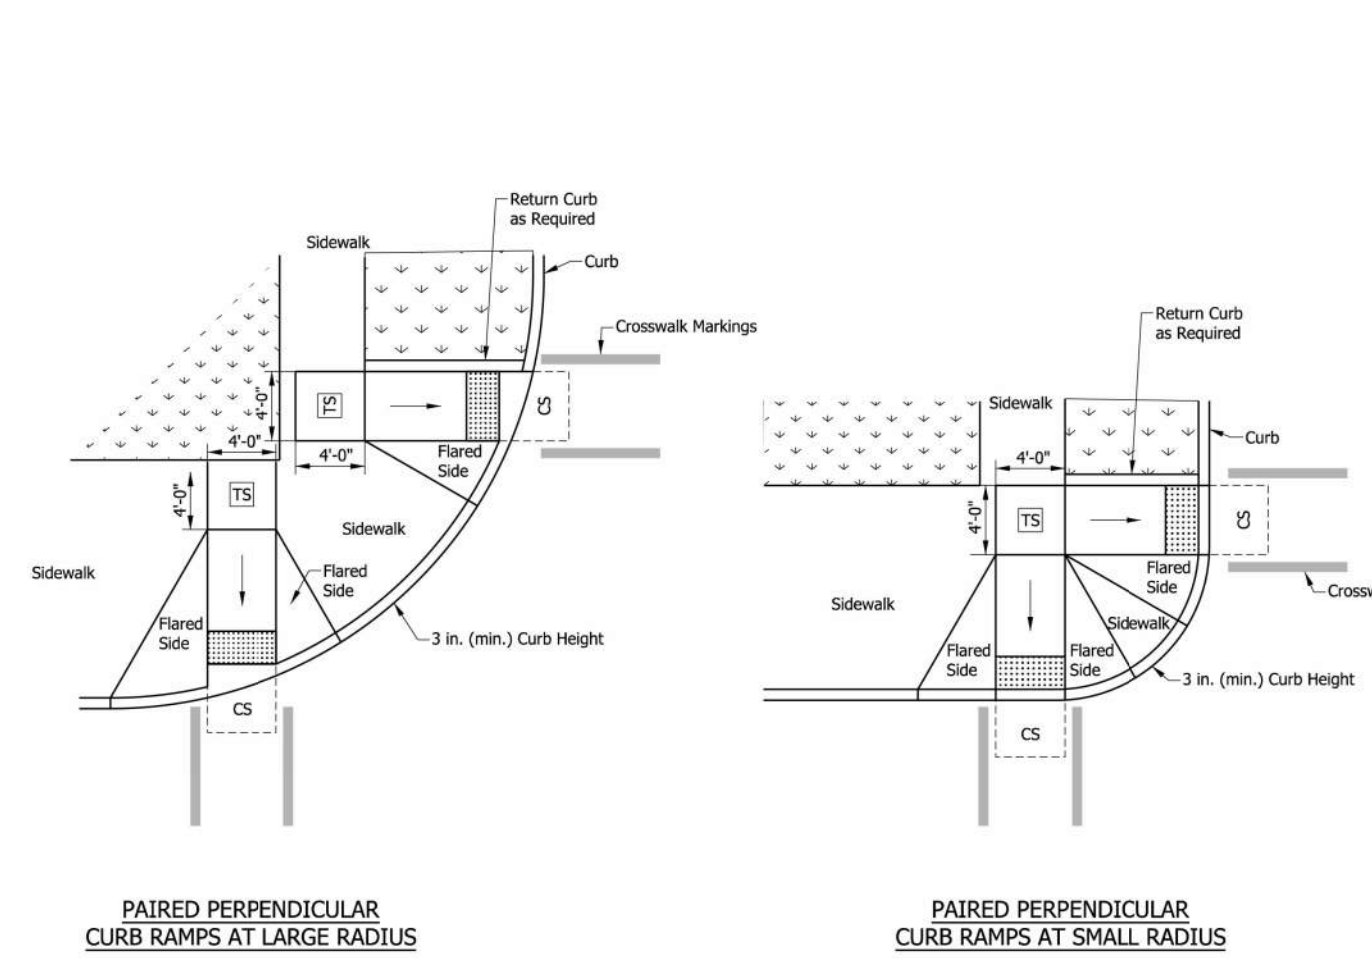 Return Curb
as Required
Sidewalk
Curb
Crosswalk Markings
4'-0"
TS
CS
4'-0"
4'-0"
Flared
Side
4'-0"
TS
Sidewalk
Sidewalk
Flared
Side
Flared
Side
3 in. (min.) Curb Height
CS
PAIRED PERPENDICULAR
CURB RAMPS AT LARGE RADIUS
Return Curb
as Required
Sidewalk
Curb
4'-0"
4'-0"
TS
CS
Flared
Side
Sidewalk
Sidewalk
Flared
Side
Flared
Side
3 in. (min.) Curb Height
CS
PAIRED PERPENDICULAR
CURB RAMPS AT SMALL RADIUS